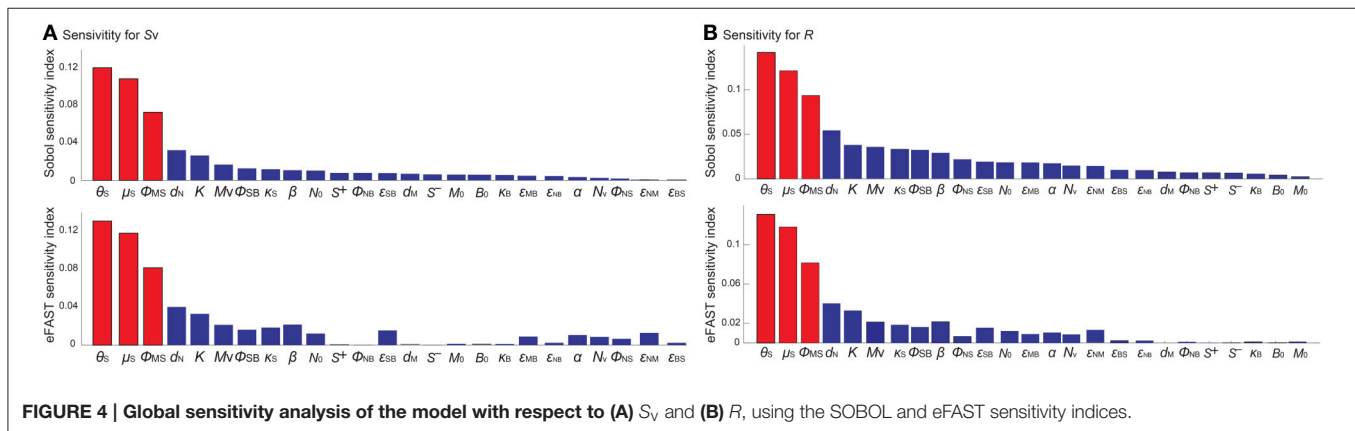 A Sensivitity for Sv
Sobol sensitivity index
0.12
0.08
0.04
0
θS μS ΦMS dN K Mv ΦSB κS β N0 S+ ΦNB εSB dM S− M0 B0 κB εMB εNB α Nv ΦNS εNM εBS
eFAST sensitivity index
0.12
0.08
0.04
0
θS μS ΦMS dN K Mv ΦSB κS β N0 S+ ΦNB εSB dM S− M0 B0 κB εMB εNB α Nv ΦNS εNM εBS
B Sensitivity for R
Sobol sensitivity index
0.1
0.05
0
θS μS ΦMS dN K Mv κS ΦSB β ΦNS εSB N0 εMB α Nv εNM εBS εNB dM ΦNB S+ S− κB B0 M0
eFAST sensitivity index
0.1
0.02
0
θS μS ΦMS dN K Mv κS ΦSB β ΦNS εSB N0 εMB α Nv εNM εBS εNB dM ΦNB S+ S− κB B0 M0
FIGURE 4 | Global sensitivity analysis of the model with respect to (A) Sv and (B) R, using the SOBOL and eFAST sensitivity indices.